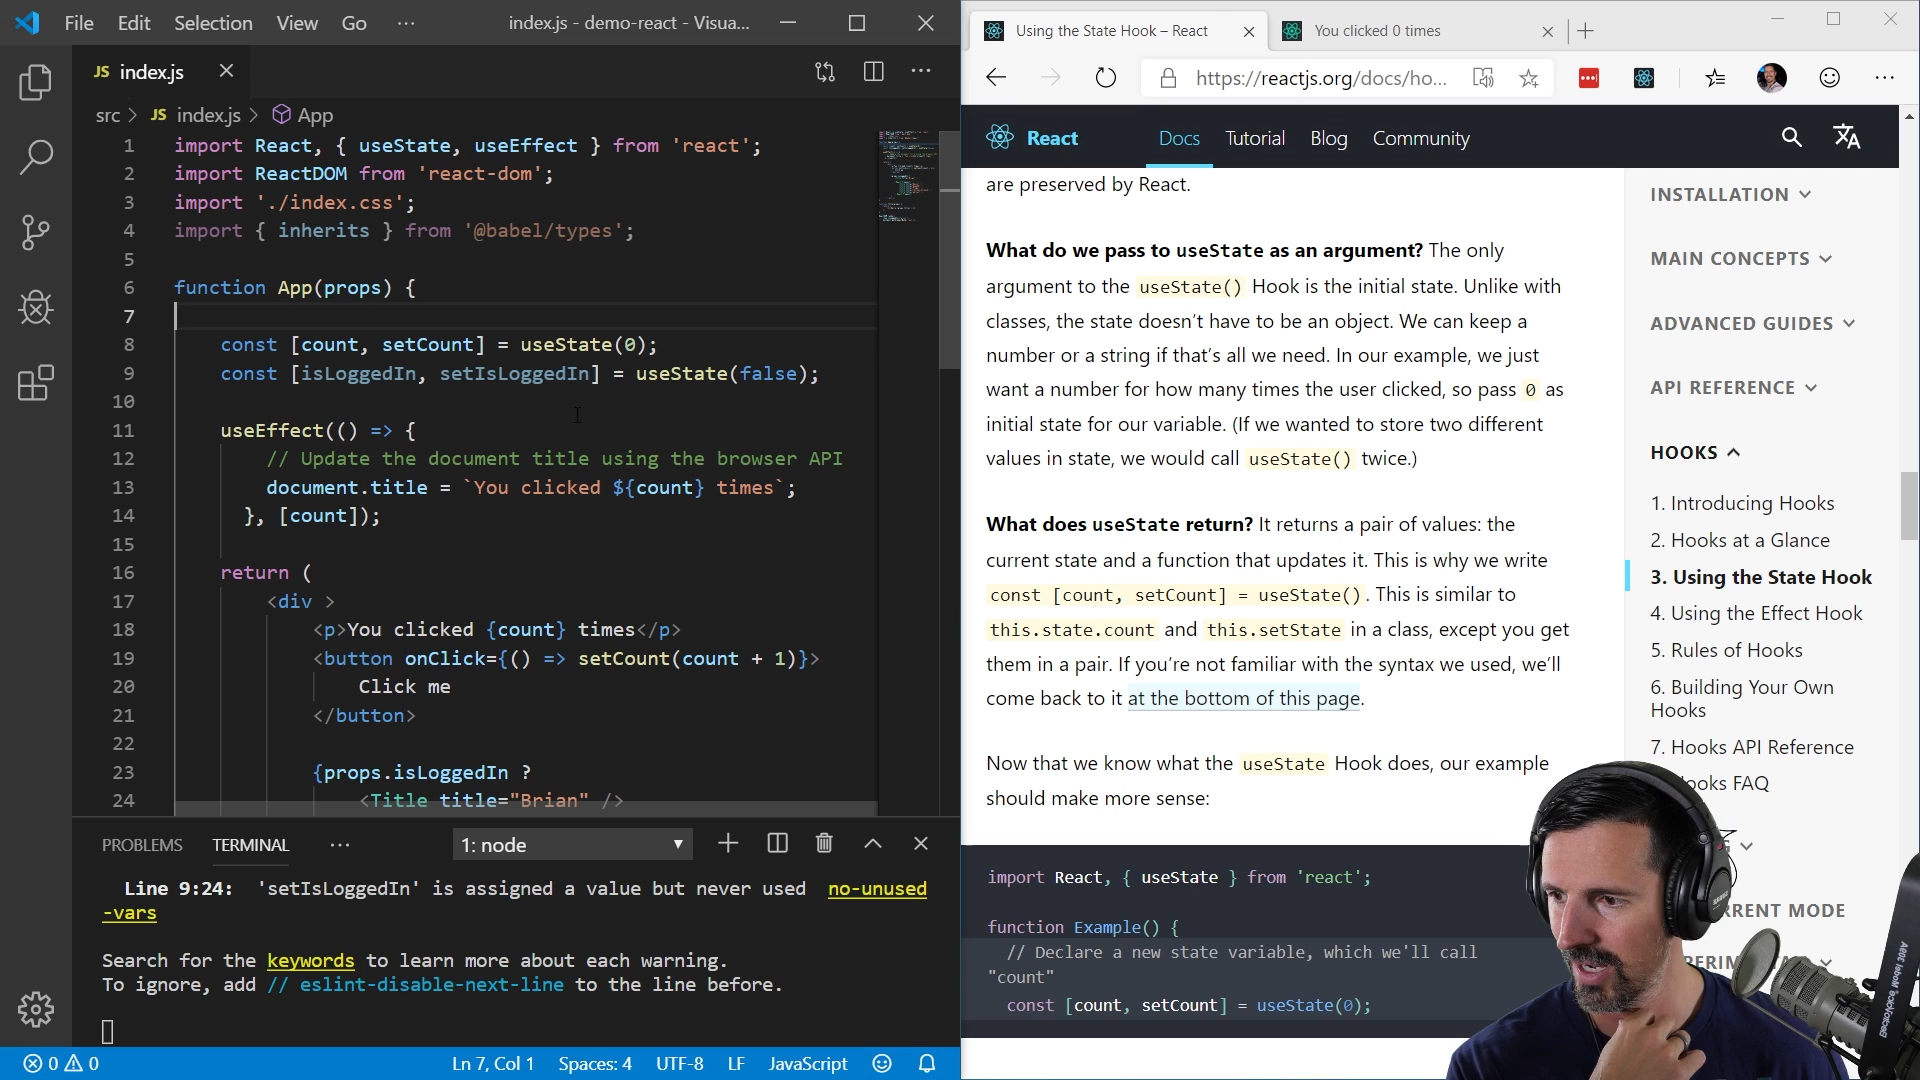 File Edit Selection View Go ··· index.js - demo-react - Visua...
JS index.js
src > JS index.js > App
1 import React, { useState, useEffect } from 'react';
2 import ReactDOM from 'react-dom';
3 import './index.css';
4 import { inherits } from '@babel/types';
5
6 function App(props) {
7
8 const [count, setCount] = useState(0);
9 const [isLoggedIn, setIsLoggedIn] = useState(false);
10
11 useEffect(() => {
12 // Update the document title using the browser API
13 document.title = `You clicked ${count} times`;
14 }, [count]);
15
16 return (
17 <div >
18 <p>You clicked {count} times</p>
19 <button onClick={() => setCount(count + 1)}>
20 Click me
21 </button>
22
23 {props.isLoggedIn ?
24 <Title title="Brian" />
PROBLEMS TERMINAL ··· 1: node
Line 9:24: 'setIsLoggedIn' is assigned a value but never used no-unused
-vars
Search for the keywords to learn more about each warning.
To ignore, add // eslint-disable-next-line to the line before.
0 0 Ln 7, Col 1 Spaces: 4 UTF-8 LF JavaScript
Using the State Hook – React You clicked 0 times
https://reactjs.org/docs/ho...
React Docs Tutorial Blog Community
are preserved by React.
What do we pass to useState as an argument? The only
argument to the useState() Hook is the initial state. Unlike with
classes, the state doesn't have to be an object. We can keep a
number or a string if that's all we need. In our example, we just
want a number for how many times the user clicked, so pass 0 as
initial state for our variable. (If we wanted to store two different
values in state, we would call useState() twice.)
What does useState return? It returns a pair of values: the
current state and a function that updates it. This is why we write
const [count, setCount] = useState(). This is similar to
this.state.count and this.setState in a class, except you get
them in a pair. If you're not familiar with the syntax we used, we'll
come back to it at the bottom of this page.
Now that we know what the useState Hook does, our example
should make more sense:
import React, { useState } from 'react';
function Example() {
// Declare a new state variable, which we'll call
"count"
const [count, setCount] = useState(0);
INSTALLATION
MAIN CONCEPTS
ADVANCED GUIDES
API REFERENCE
HOOKS
1. Introducing Hooks
2. Hooks at a Glance
3. Using the State Hook
4. Using the Effect Hook
5. Rules of Hooks
6. Building Your Own
Hooks
7. Hooks API Reference
ooks FAQ
G
RRENT MODE